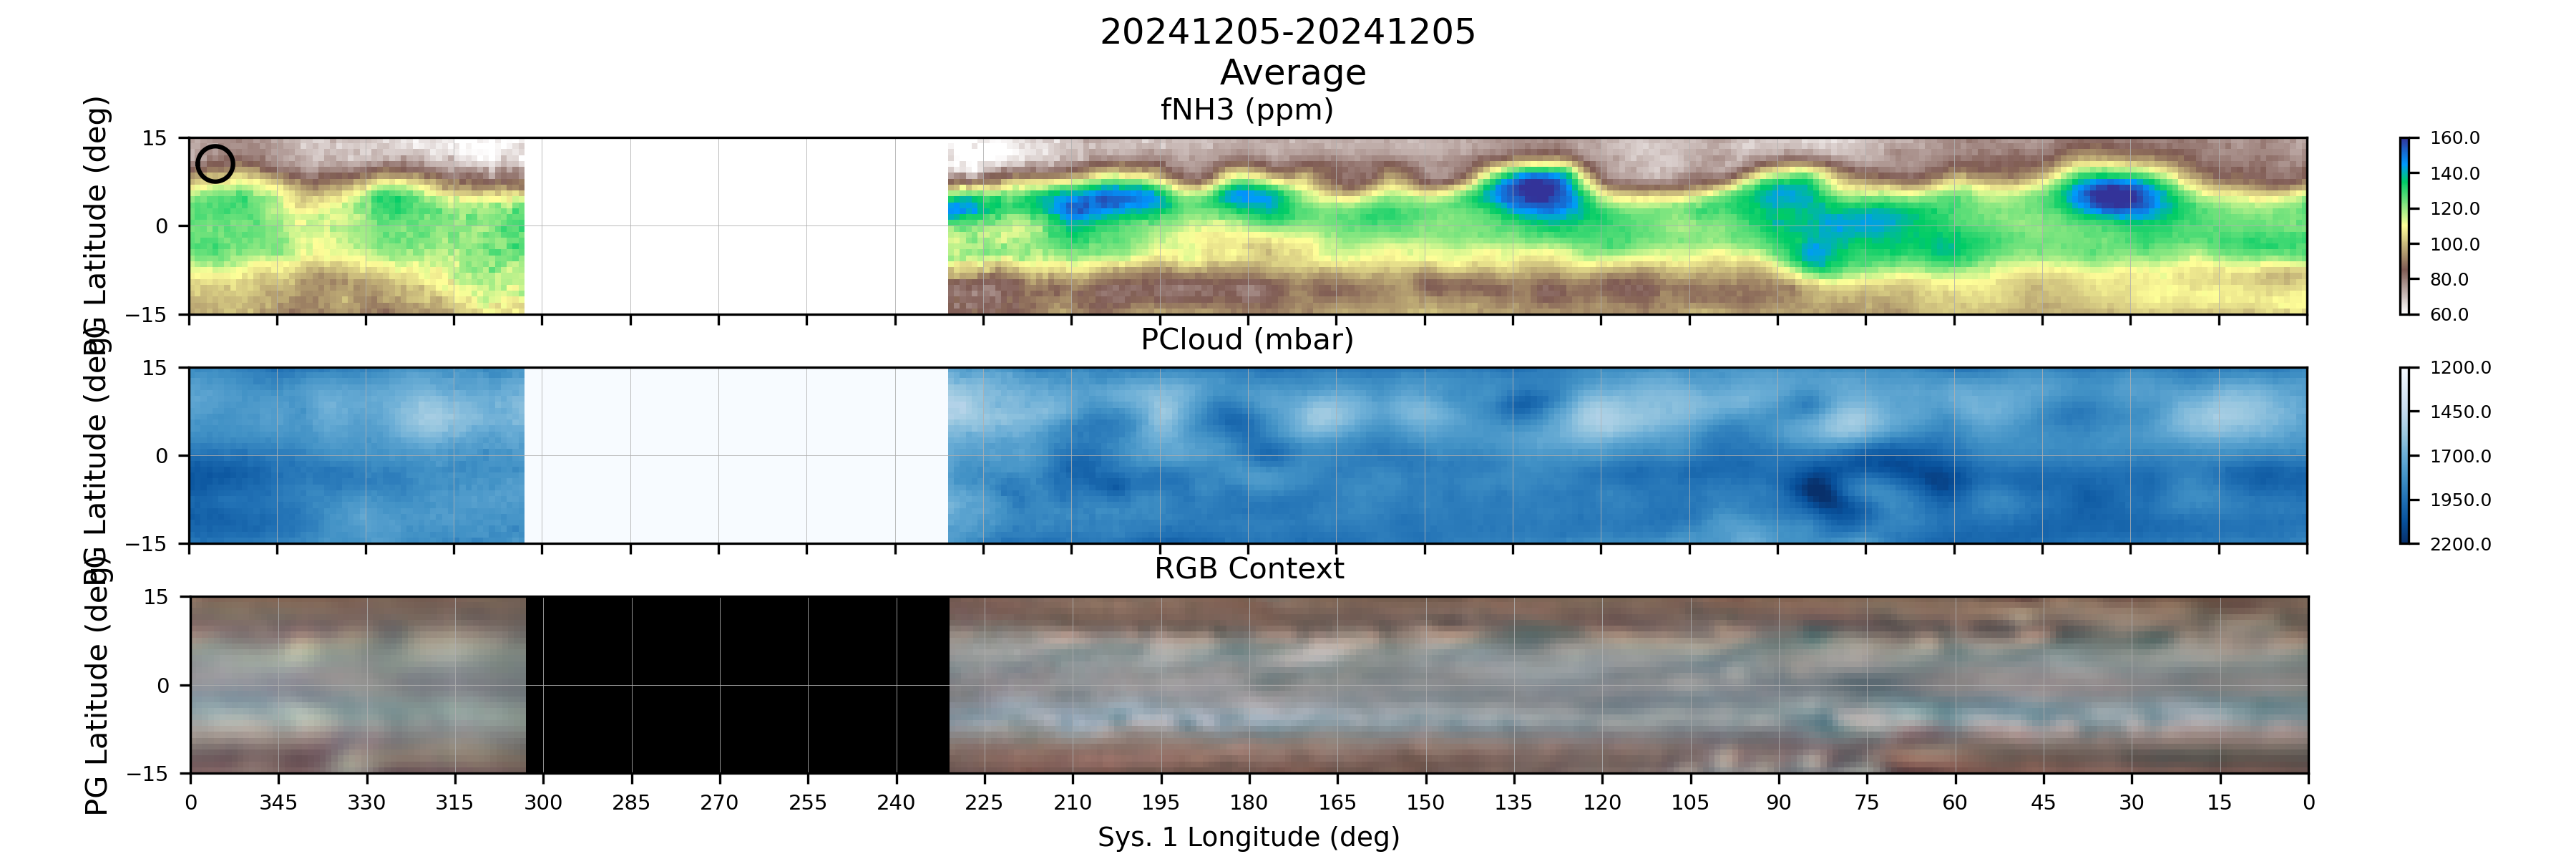 20241205-20241205
Average
fNH3 (ppm)
PG Latitude (deg)
15
0
−15
160.0
140.0
120.0
100.0
80.0
60.0
PCloud (mbar)
PG Latitude (deg)
15
0
−15
1200.0
1450.0
1700.0
1950.0
2200.0
RGB Context
PG Latitude (deg)
15
0
−15
0 345 330 315 300 285 270 255 240 225 210 195 180 165 150 135 120 105 90 75 60 45 30 15 0
Sys. 1 Longitude (deg)